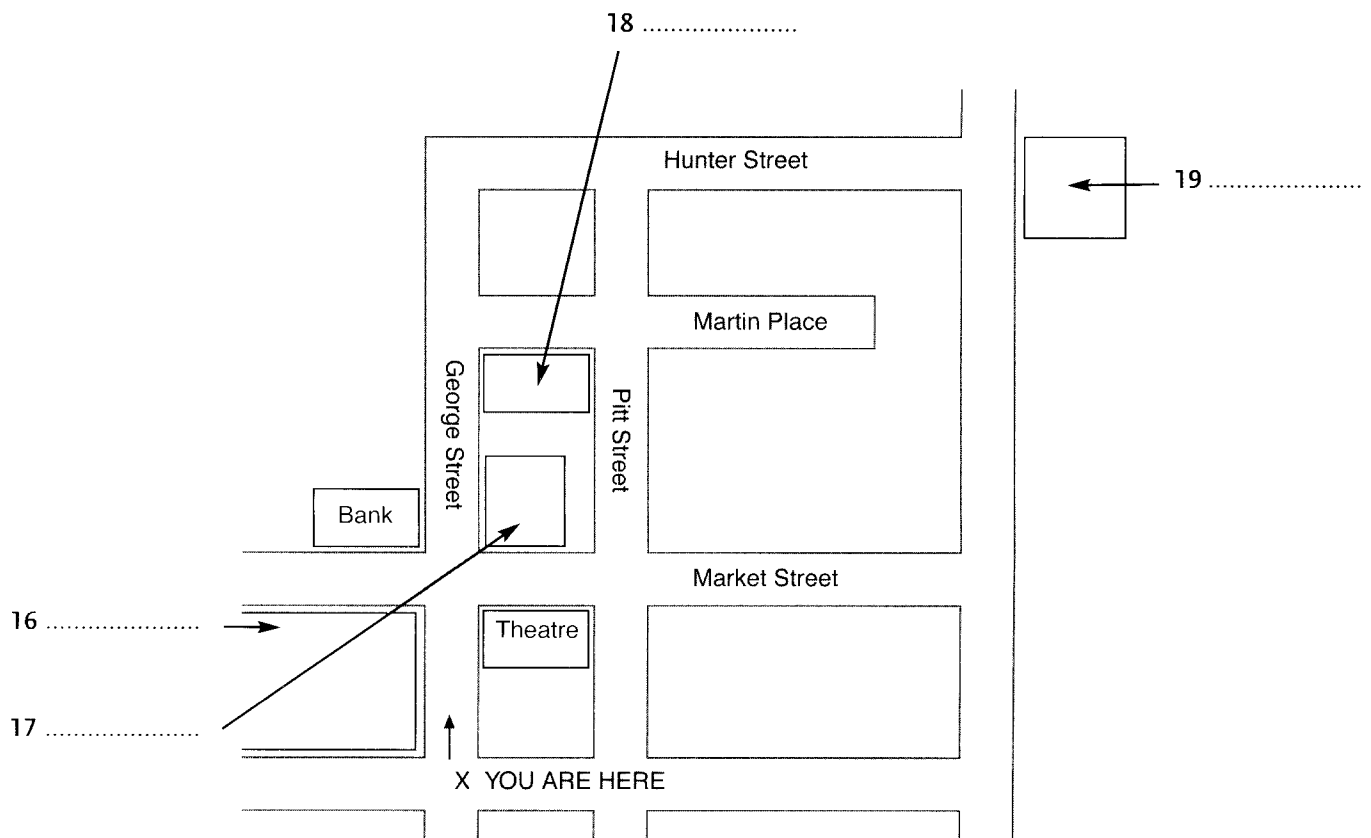 18 ......................
Hunter Street
19 ......................
Martin Place
George Street
Pitt Street
Bank
Market Street
16 ......................
Theatre
17 ......................
X YOU ARE HERE